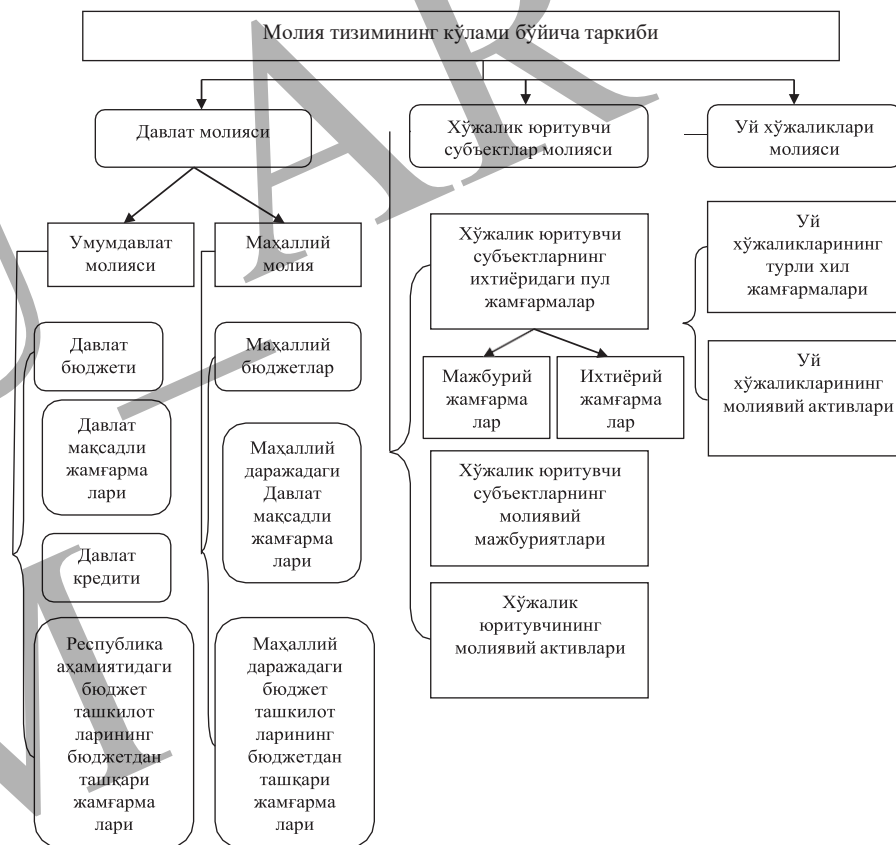 Молия тизимининг кўлами бўйича таркиби
Давлат молияси
Хўжалик юритувчи
субъектлар молияси
Уй хўжаликлари
молияси
Умумдавлат
молияси
Маҳаллий
молия
Давлат
бюджети
Давлат
мақсадли
жамғарма
лари
Давлат
кредити
Республика
аҳамиятидаги
бюджет
ташкилот
ларининг
бюджетдан
ташқари
жамғарма
лари
Маҳаллий
бюджетлар
Маҳаллий
даражадаги
Давлат
мақсадли
жамғарма
лари
Маҳаллий
даражадаги
бюджет
ташкилот
ларининг
бюджетдан
ташқари
жамғарма
лари
Хўжалик юритувчи
субъектларнинг
ихтиёридаги пул
жамғармалар
Мажбурий
жамғарма
лар
Ихтиёрий
жамғарма
лар
Хўжалик юритувчи
субъектларнинг
молиявий
мажбуриятлари
Хўжалик
юритувчининг
молиявий активлари
Уй
хўжаликларининг
турли хил
жамғармалари
Уй
хўжаликларининг
молиявий активлари